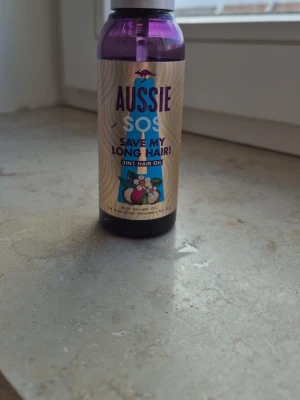 AUSSIE
SOS
SAVE MY
LONG HAIR!
3IN1 HAIR OIL